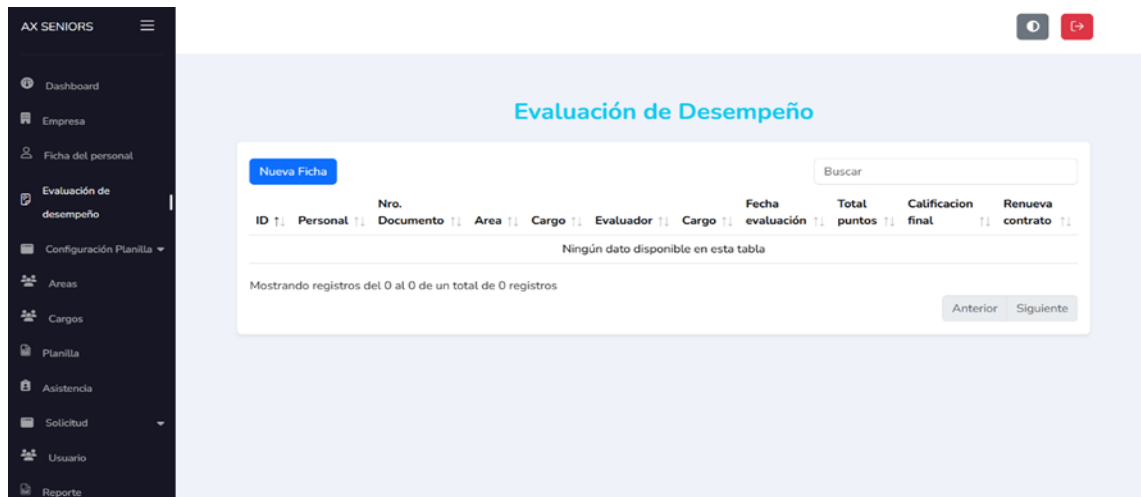 AX SENIORS
Dashboard
Empresa
Ficha del personal
Evaluación de
desempeño
Configuración Planilla
Areas
Cargos
Planilla
Asistencia
Solicitud
Usuario
Reporte
Evaluación de Desempeño
Nueva Ficha
Buscar
ID Personal Nro. Documento Area Cargo Evaluador Cargo Fecha evaluación Total puntos Calificacion final Renueva contrato
Ningún dato disponible en esta tabla
Mostrando registros del 0 al 0 de un total de 0 registros
Anterior Siguiente